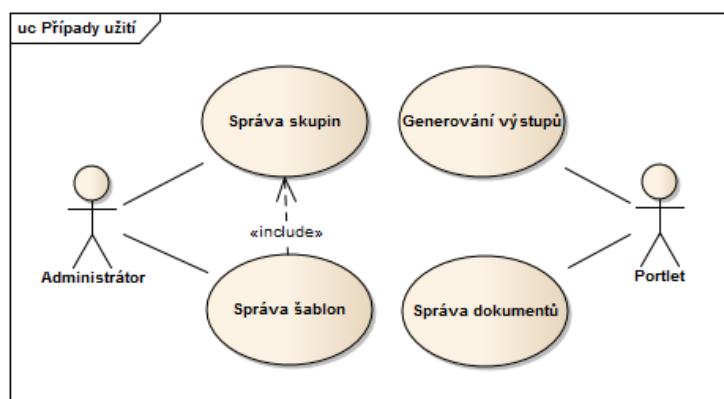 uc Případy užití
Správa skupin
Generování výstupů
«include»
Administrátor
Portlet
Správa šablon
Správa dokumentů